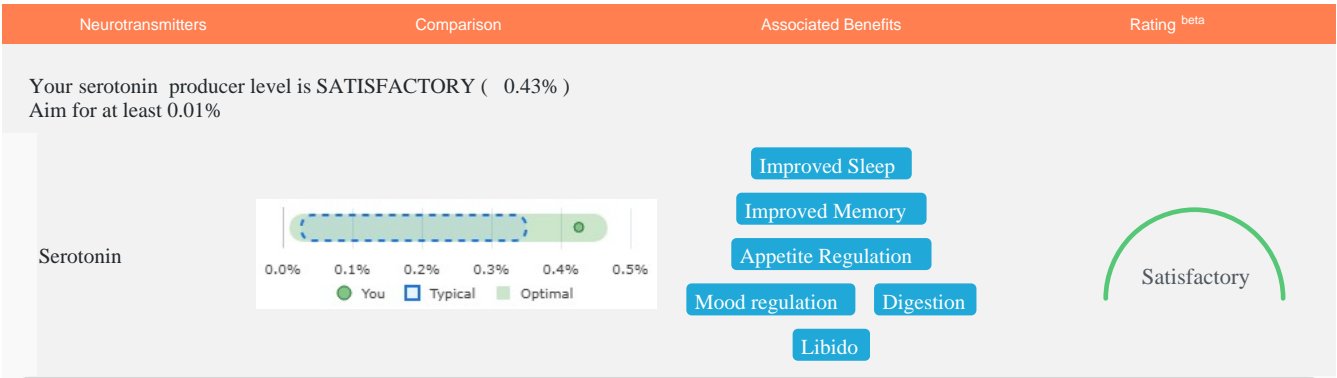 Neurotransmitters Comparison Associated Benefits Rating beta
Your serotonin producer level is SATISFACTORY ( 0.43% )
Aim for at least 0.01%
Serotonin
0.0% 0.1% 0.2% 0.3% 0.4% 0.5%
You Typical Optimal
Improved Sleep
Improved Memory
Appetite Regulation
Mood regulation Digestion
Libido
Satisfactory